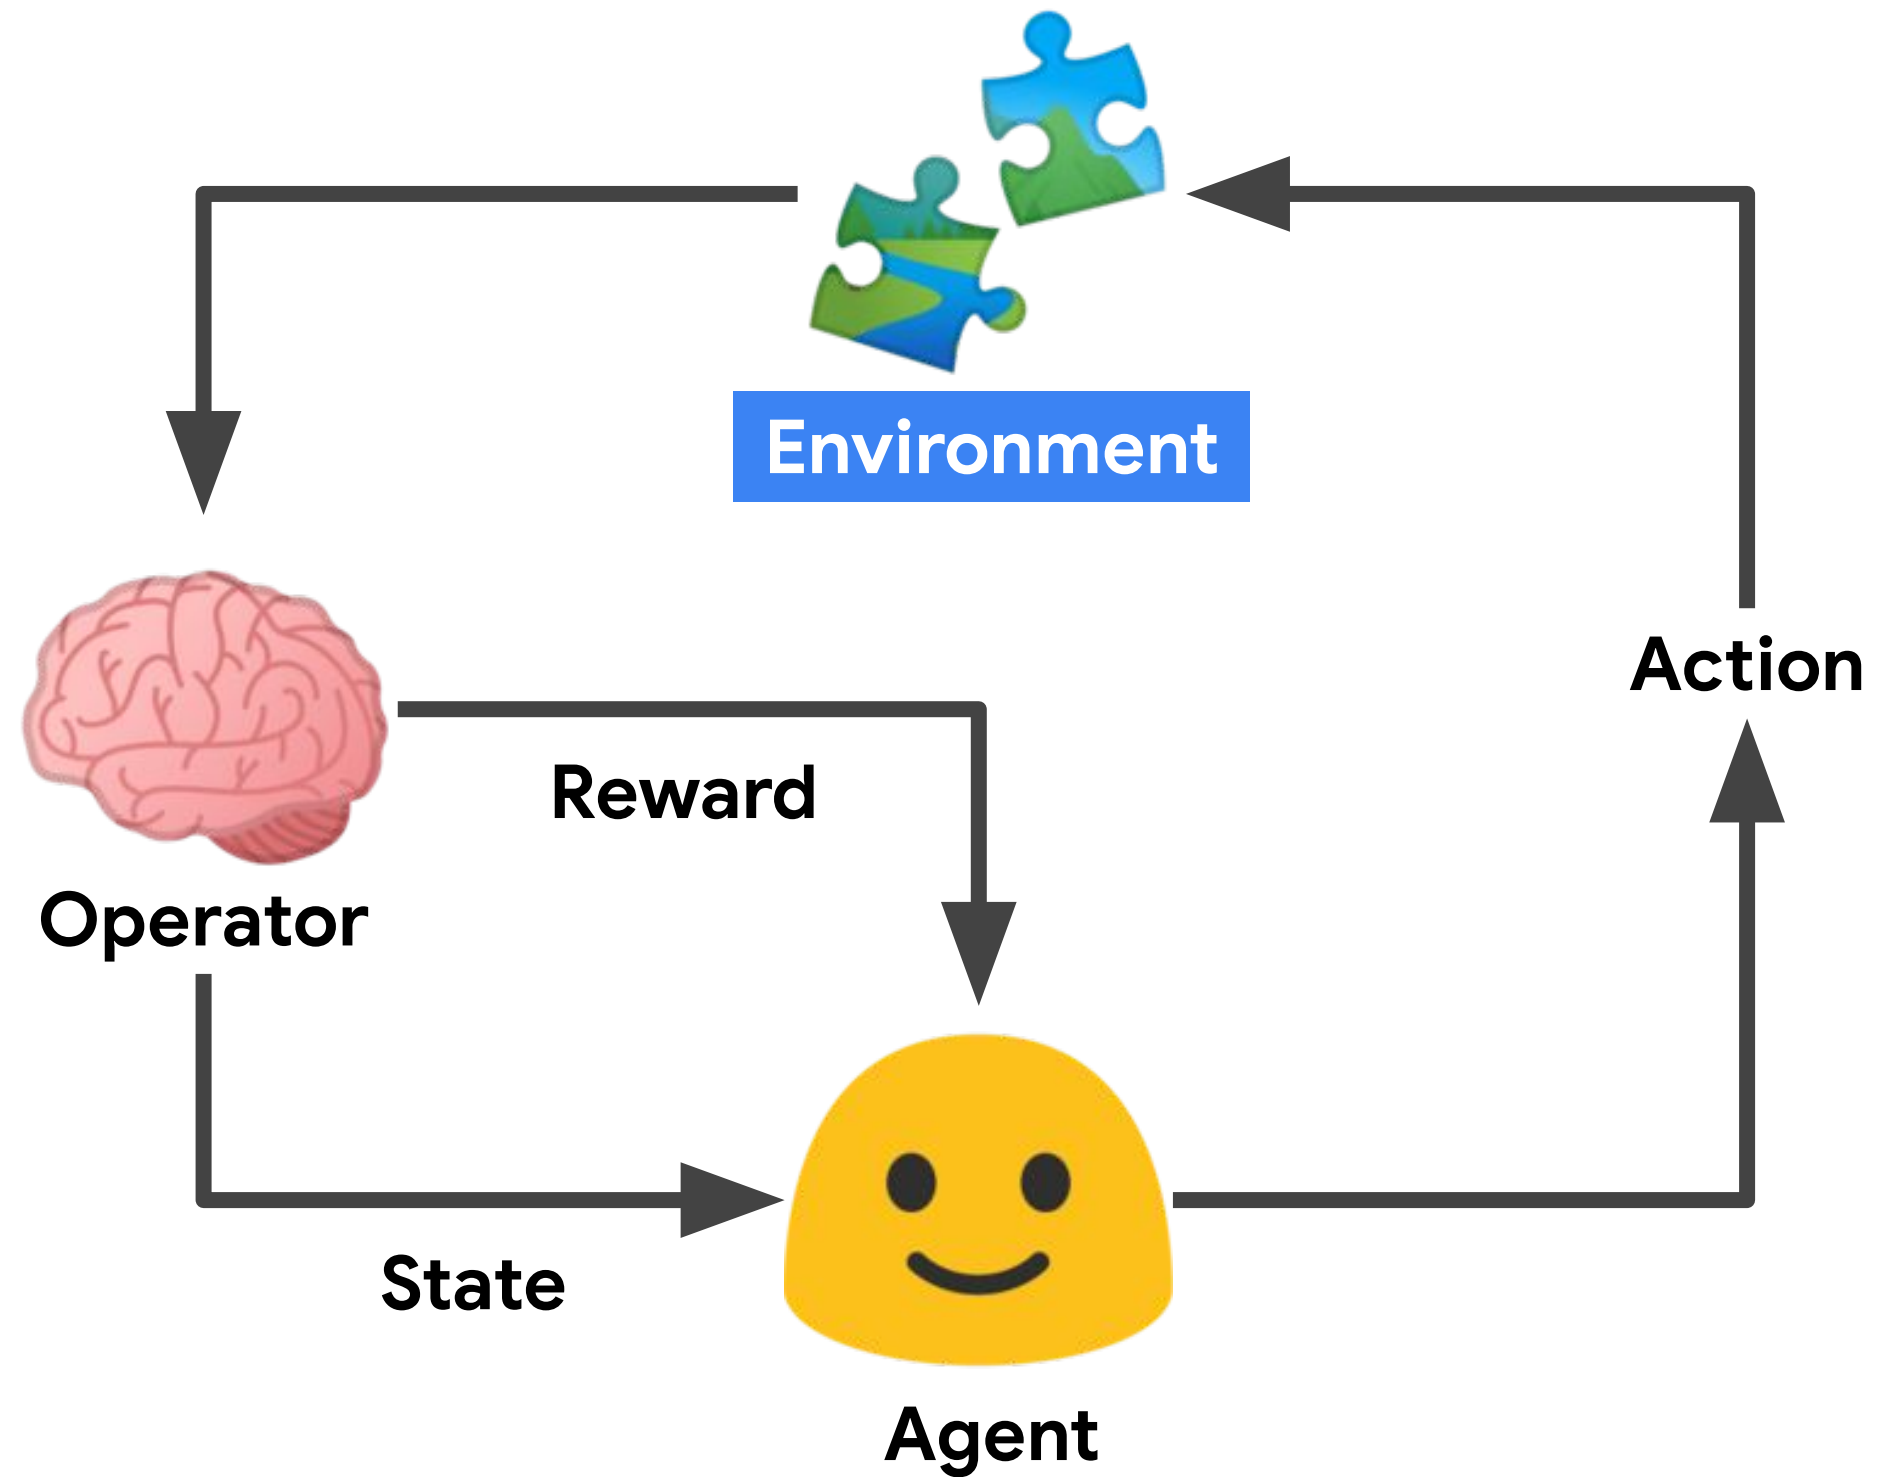 Environment
Action
Reward
Operator
State
Agent